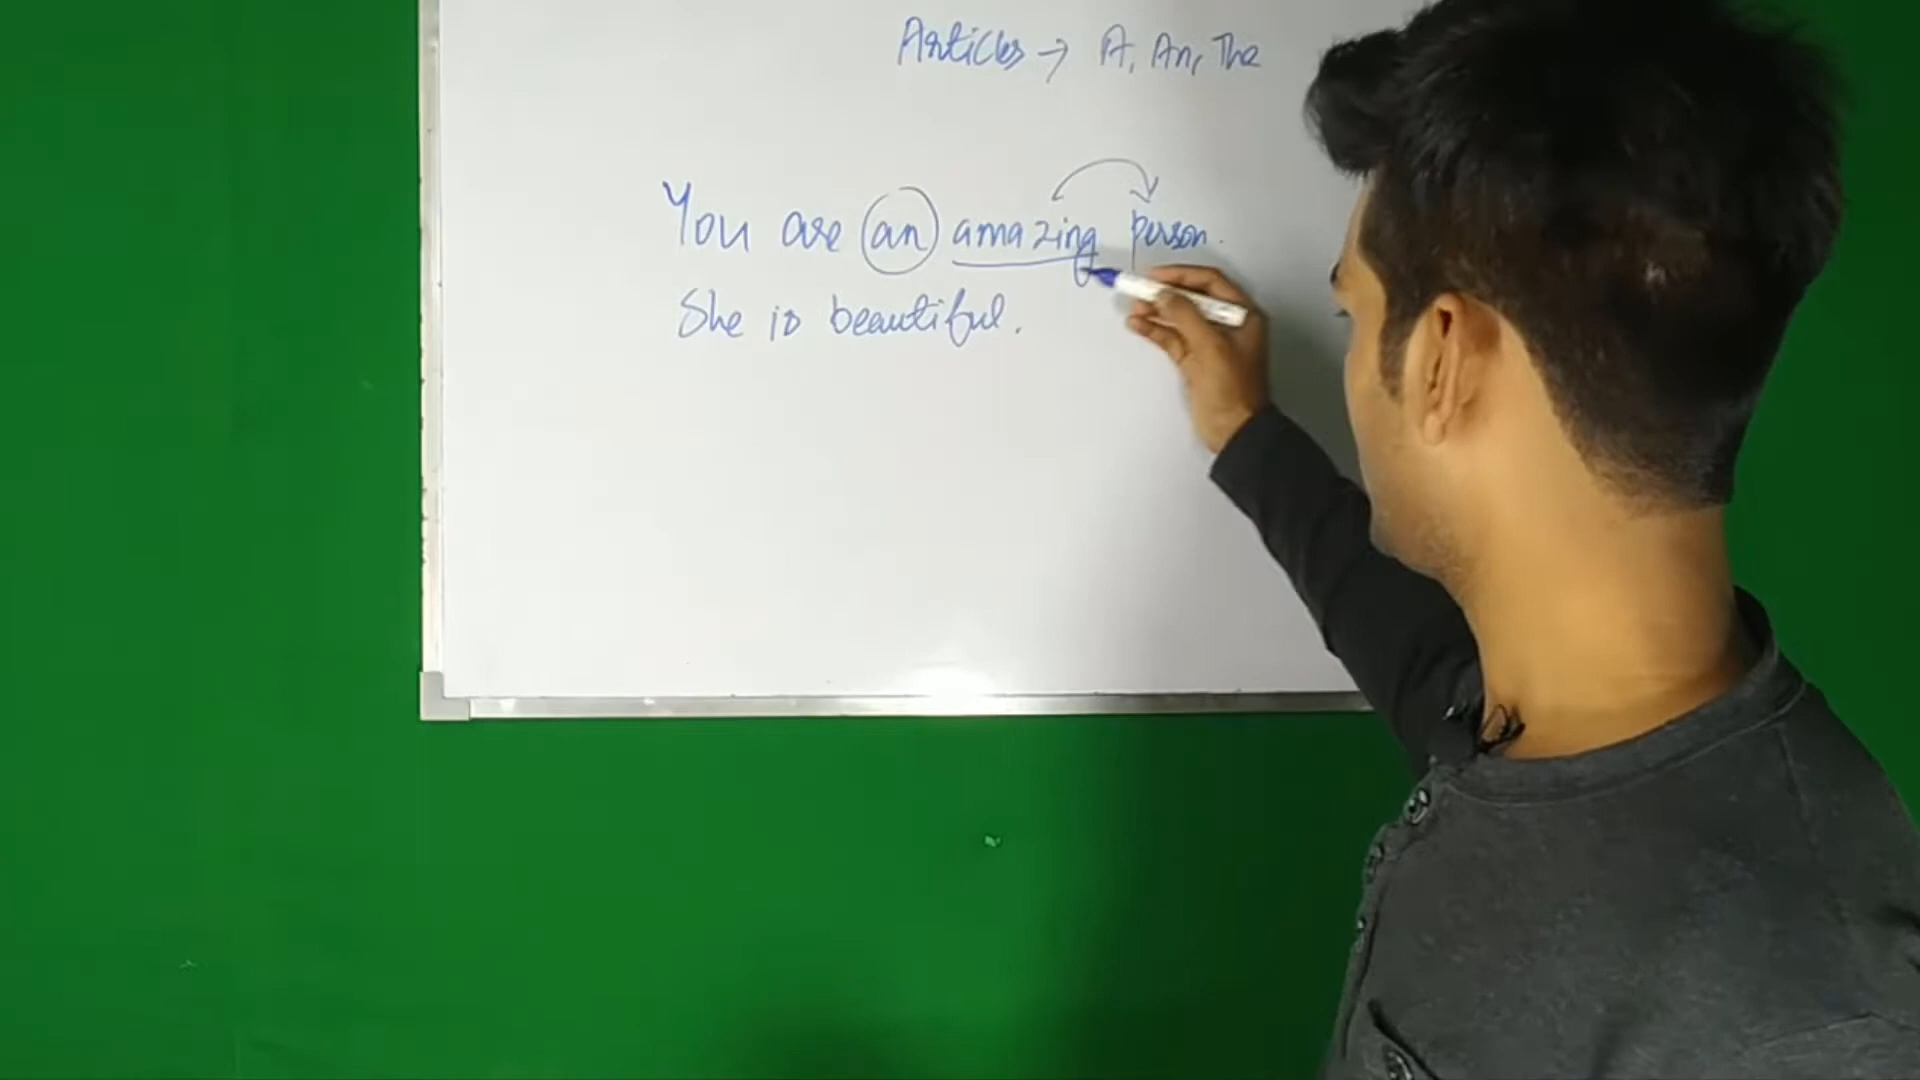 Articles → A, An, The
You are an amazing person.
She is beautiful.